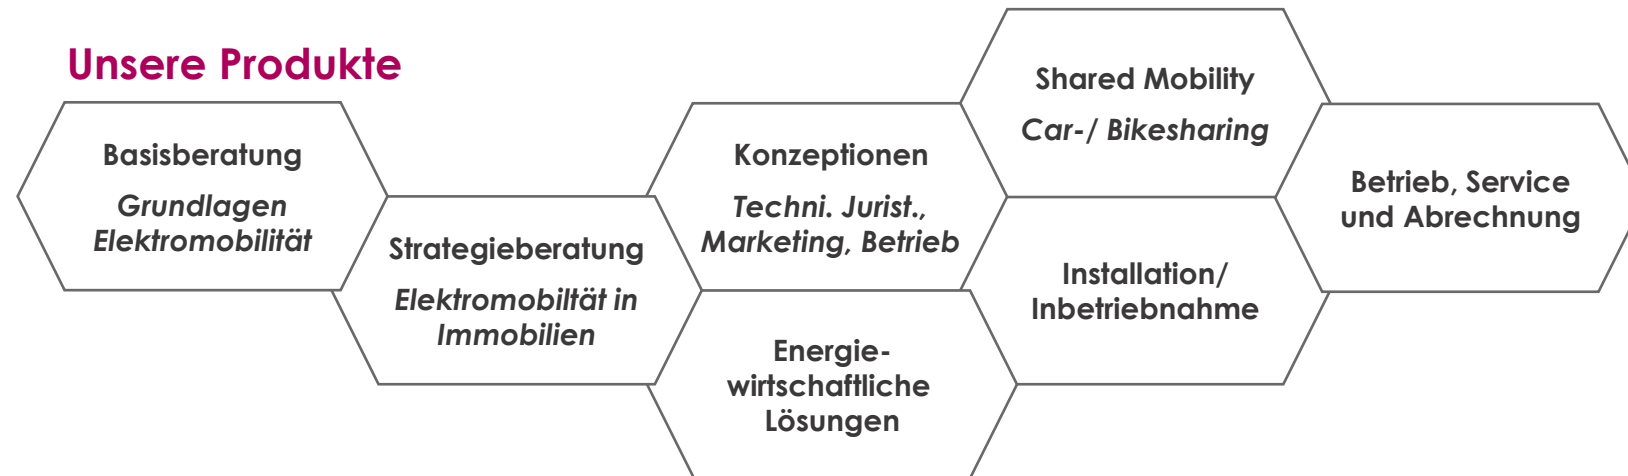 Unsere Produkte
Basisberatung
Grundlagen
Elektromobilität
Strategieberatung
Elektromobiltät in
Immobilien
Konzeptionen
Techni. Jurist.,
Marketing, Betrieb
Energie-
wirtschaftliche
Lösungen
Shared Mobility
Car-/ Bikesharing
Installation/
Inbetriebnahme
Betrieb, Service
und Abrechnung